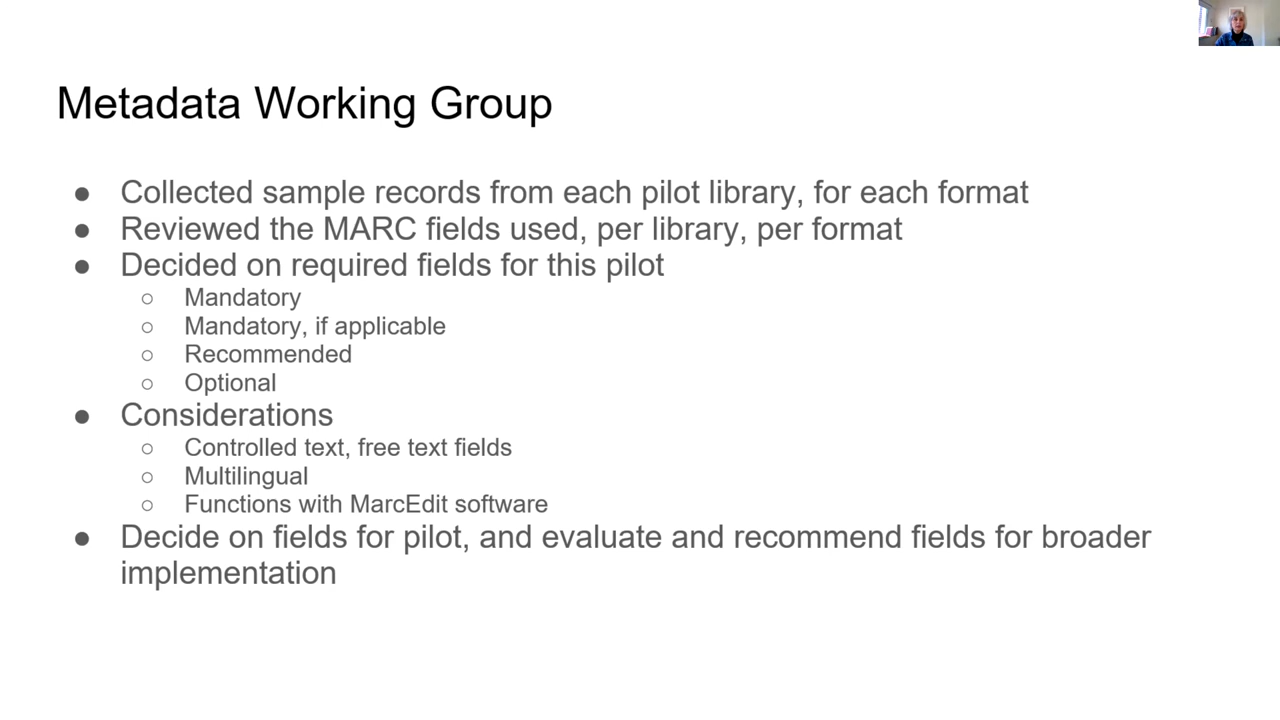 Metadata Working Group
● Collected sample records from each pilot library, for each format
● Reviewed the MARC fields used, per library, per format
● Decided on required fields for this pilot
○ Mandatory
○ Mandatory, if applicable
○ Recommended
○ Optional
● Considerations
○ Controlled text, free text fields
○ Multilingual
○ Functions with MarcEdit software
● Decide on fields for pilot, and evaluate and recommend fields for broader
implementation